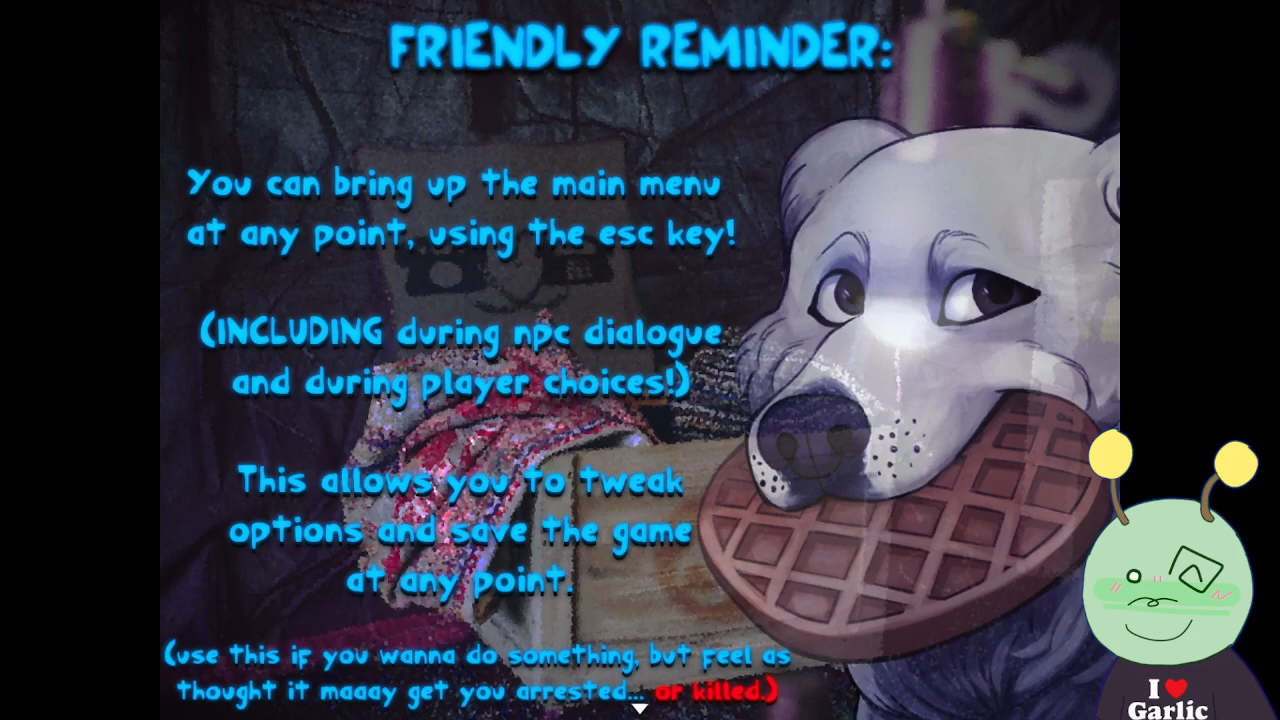 FRIENDLY REMINDER:
You can bring up the main menu
at any point, using the esc key!
(INCLUDING during npc dialogue
and during player choices!)
This allows you to tweak
options and save the game
at any point.
(use this if you wanna do something, but feel as
thought it maaay get you arrested... or killed.)
I ❤
Garlic